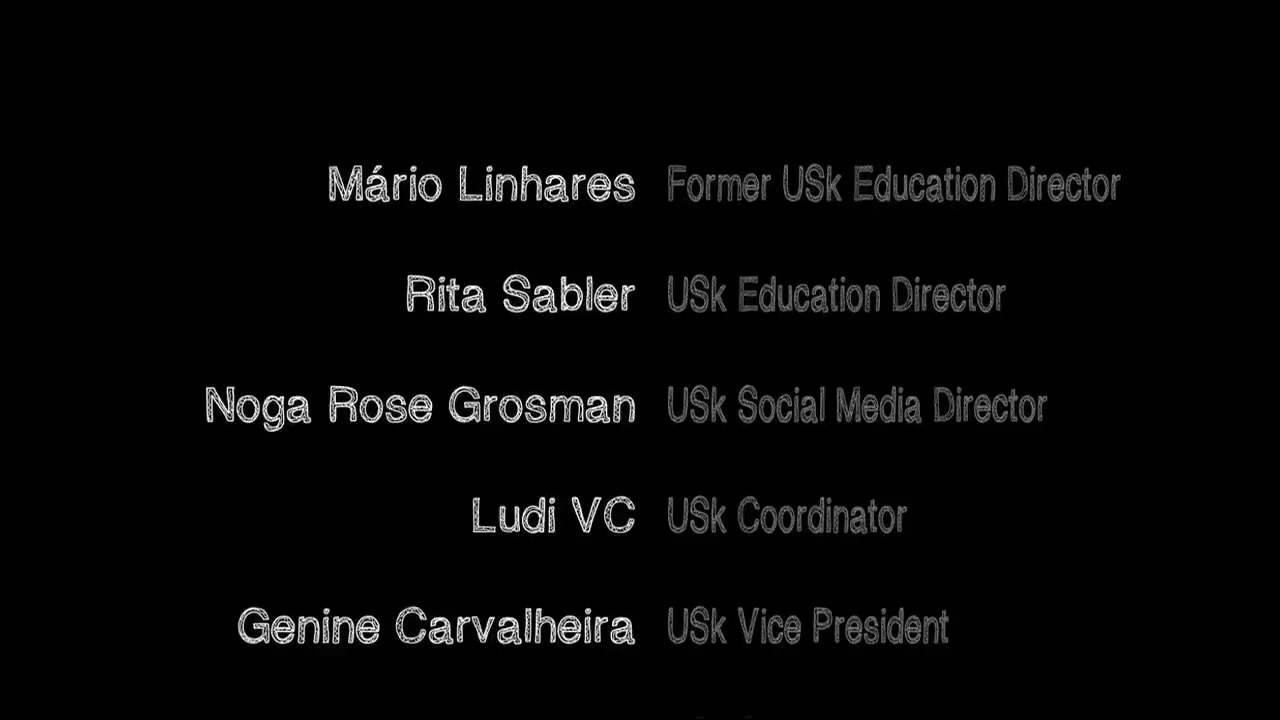 Mário Linhares Former USk Education Director
Rita Sabler USk Education Director
Noga Rose Grosman USk Social Media Director
Ludi VC USk Coordinator
Genine Carvalheira USk Vice President